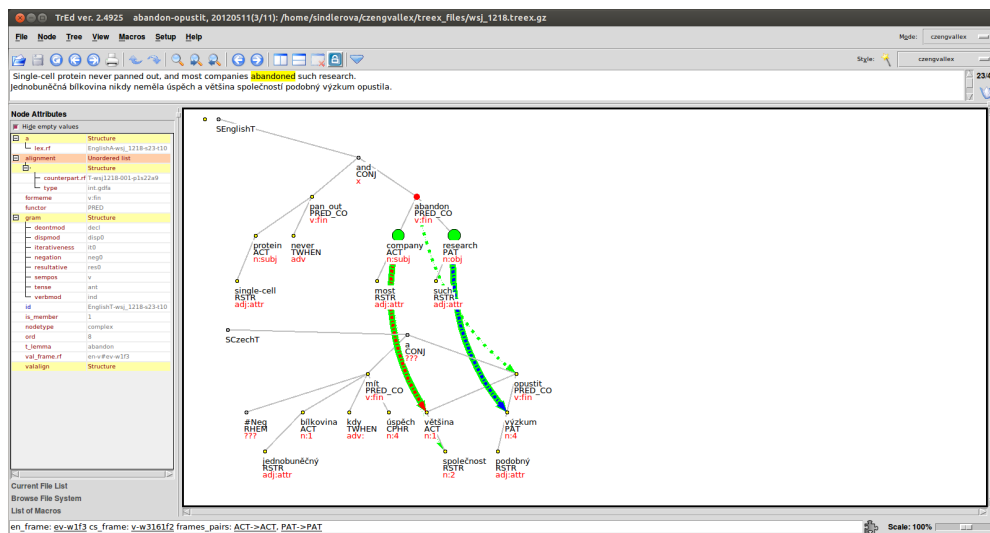 TrEd ver. 2.4925 abandon-opustit, 20120511(3/11): /home/sindlerova/czengvallex/treex_files/wsj_1218.treex.gz
File Node Tree View Macros Setup Help
Mode: czengvallex
Style: czengvallex
Single-cell protein never panned out, and most companies abandoned such research.
Jednobuněčná bílkovina nikdy neměla úspěch a většina společností podobný výzkum opustila.
23/4
Node Attributes
Hide empty values
a Structure
lex.rf EnglishA-wsj_1218-s23-t10
alignment Unordered list
Structure
counterpart.rf T-wsj1218-001-p1s22a9
type int.gdfa
formeme v:fin
functor PRED
gram Structure
deontmod decl
dispmod disp0
iterativeness it0
negation neg0
resultative res0
sempos v
tense ant
verbmod ind
id EnglishT-wsj_1218-s23-t10
is_member 1
nodetype complex
ord 8
t_lemma abandon
val_frame.rf en-v#ev-w1f3
valalign Structure
Current File List
Browse File System
List of Macros
SEnglishT
and
CONJ
x
pan_out
PRED_CO
v:fin
abandon
PRED_CO
v:fin
protein
ACT
n:subj
never
TWHEN
adv
company
ACT
n:subj
research
PAT
n:obj
single-cell
RSTR
adj:attr
most
RSTR
adj:attr
such
RSTR
adj:attr
SCzechT
a
CONJ
???
mít
PRED_CO
v:fin
opustit
PRED_CO
v:fin
#Neg
RHEM
???
bílkovina
ACT
n:1
kdy
TWHEN
adv:
úspěch
CPHR
n:4
většina
ACT
n:1
výzkum
PAT
n:4
jednobuněčný
RSTR
adj:attr
společnost
RSTR
n:2
podobný
RSTR
adj:attr
en_frame: ev-w1f3 cs_frame: v-w3161f2 frames_pairs: ACT->ACT, PAT->PAT
Scale: 100%